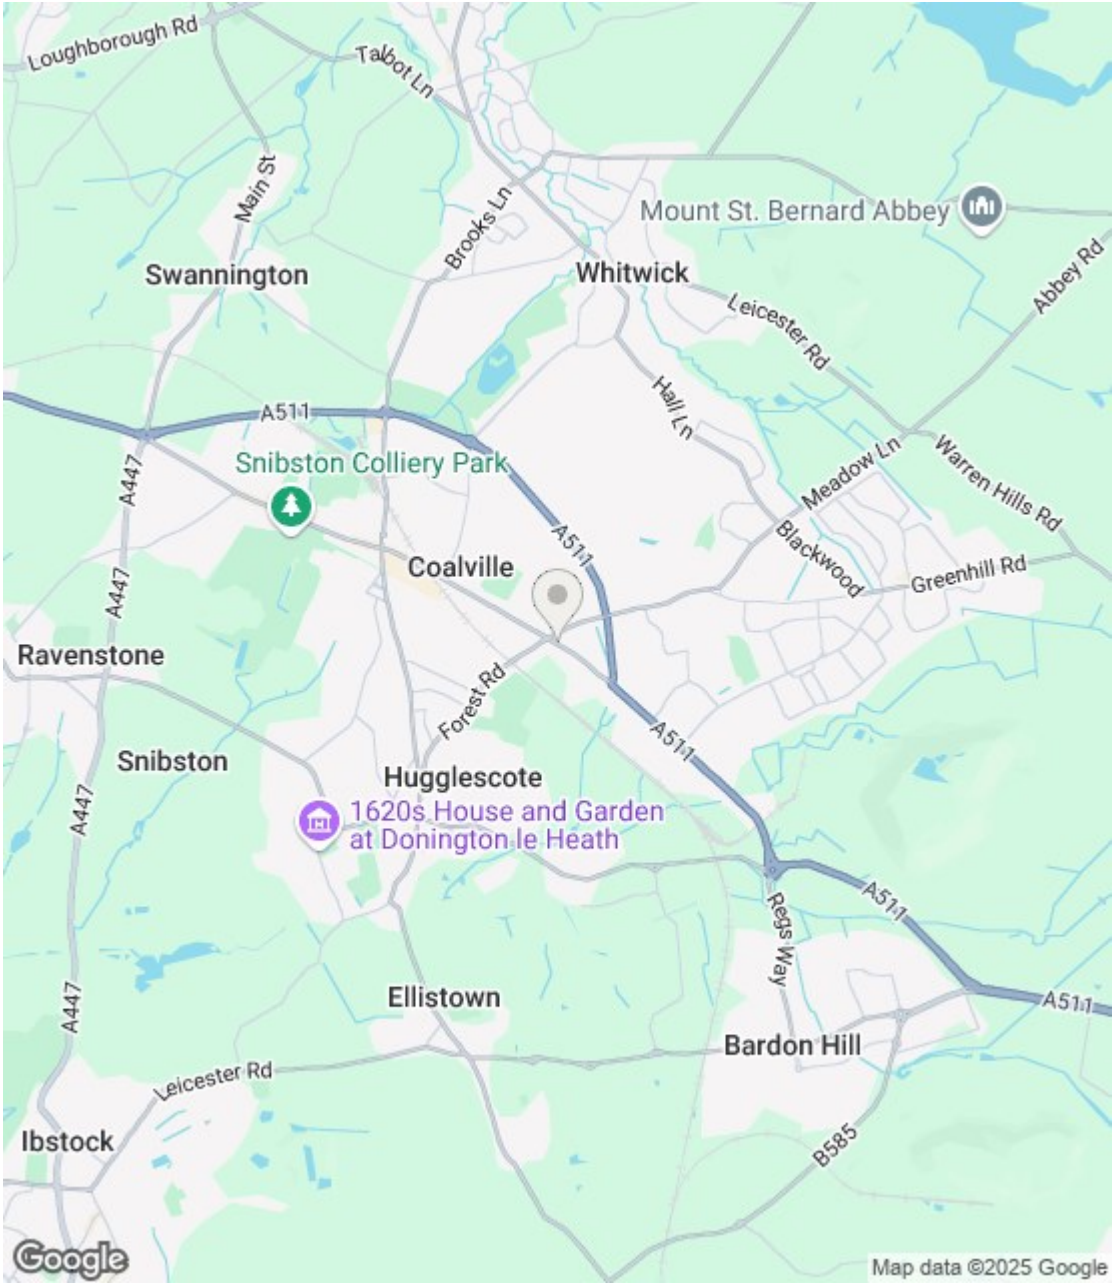 Loughborough Rd
Talbot Ln
Main St
Brooks Ln
Mount St. Bernard Abbey
Swannington
Whitwick
Abbey Rd
Leicester Rd
Hall Ln
A511
Snibston Colliery Park
A447
Meadow Ln
Warren Hills Rd
A511
Blackwood
Coalville
Greenhill Rd
A447
Ravenstone
Forest Rd
A511
Snibston
Hugglescote
A447
1620s House and Garden
at Donington le Heath
A511
Regs Way
Ellistown
A447
A511
Bardon Hill
Leicester Rd
Ibstock
B585
Google
Map data ©2025 Google